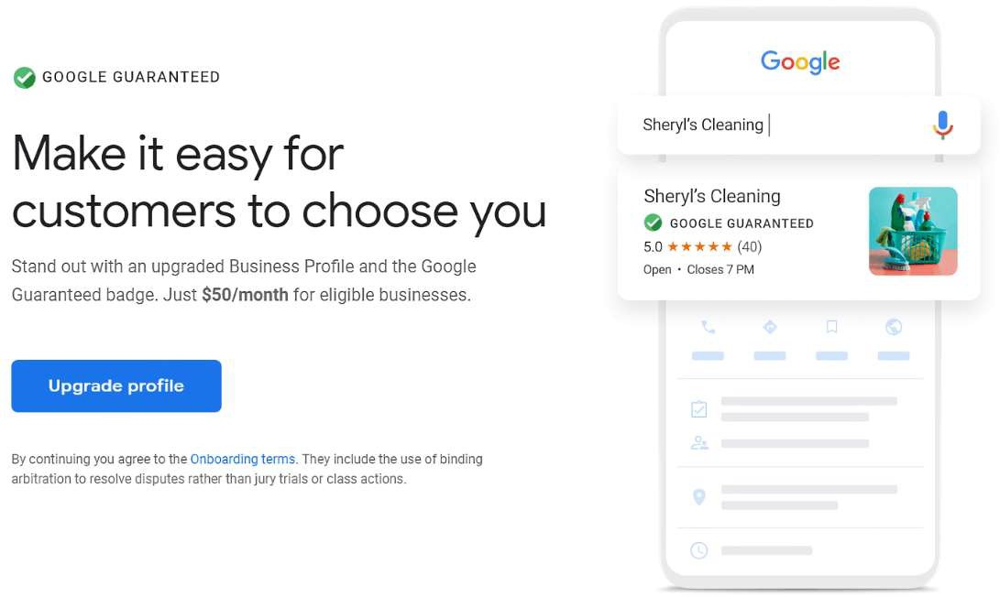 GOOGLE GUARANTEED
Make it easy for
customers to choose you
Stand out with an upgraded Business Profile and the Google
Guaranteed badge. Just $50/month for eligible businesses.
Upgrade profile
By continuing you agree to the Onboarding terms. They include the use of binding
arbitration to resolve disputes rather than jury trials or class actions.
Google
Sheryl's Cleaning
Sheryl's Cleaning
GOOGLE GUARANTEED
5.0 ★★★★★ (40)
Open • Closes 7 PM